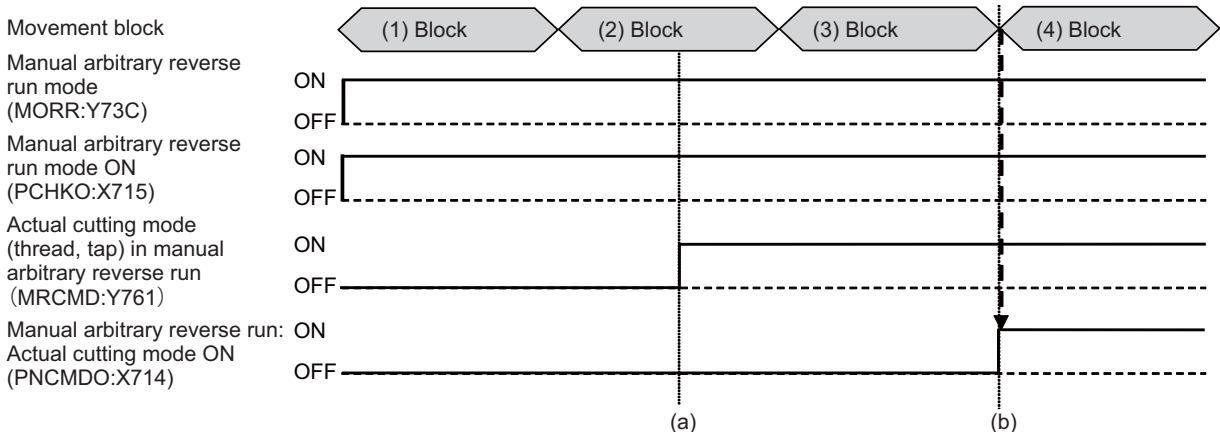 Movement block
(1) Block
(2) Block
(3) Block
(4) Block
Manual arbitrary reverse
run mode
(MORR:Y73C)
ON
OFF
Manual arbitrary reverse
run mode ON
(PCHKO:X715)
ON
OFF
Actual cutting mode
(thread, tap) in manual
arbitrary reverse run
（MRCMD:Y761）
ON
OFF
Manual arbitrary reverse run:
Actual cutting mode ON
(PNCMDO:X714)
ON
OFF
(a)
(b)